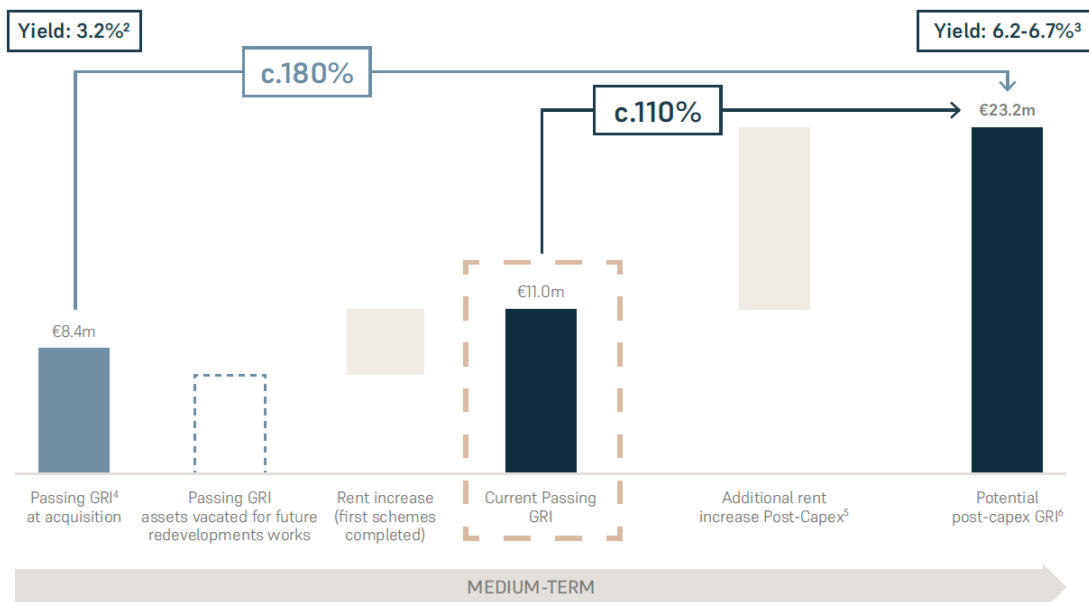 Yield: 3.2%²
Yield: 6.2-6.7%³
c.180%
c.110%
€23.2m
€11.0m
€8.4m
Passing GRI⁴
at acquisition
Passing GRI
assets vacated for future
redevelopments works
Rent increase
(first schemes
completed)
Current Passing
GRI
Additional rent
increase Post-Capex⁵
Potential
post-capex GRI⁶
MEDIUM-TERM